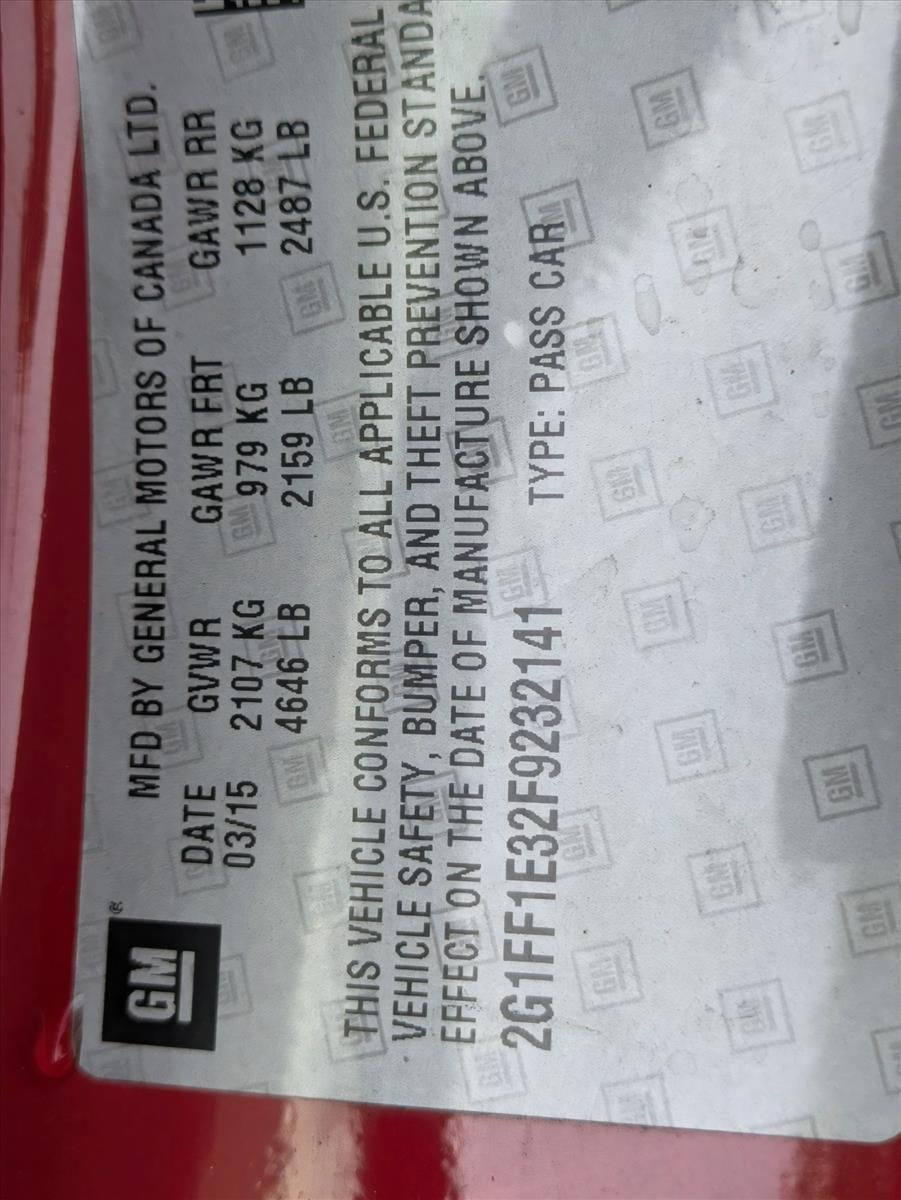 GM®
MFD BY GENERAL MOTORS OF CANADA LTD.
DATE GVWR GAWR FRT GAWR RR
03/15 2107 KG 979 KG 1128 KG
4646 LB 2159 LB 2487 LB
THIS VEHICLE CONFORMS TO ALL APPLICABLE U.S. FEDERAL
VEHICLE SAFETY, BUMPER, AND THEFT PREVENTION STANDA
EFFECT ON THE DATE OF MANUFACTURE SHOWN ABOVE.
2G1FF1E32F9232141 TYPE: PASS CAR